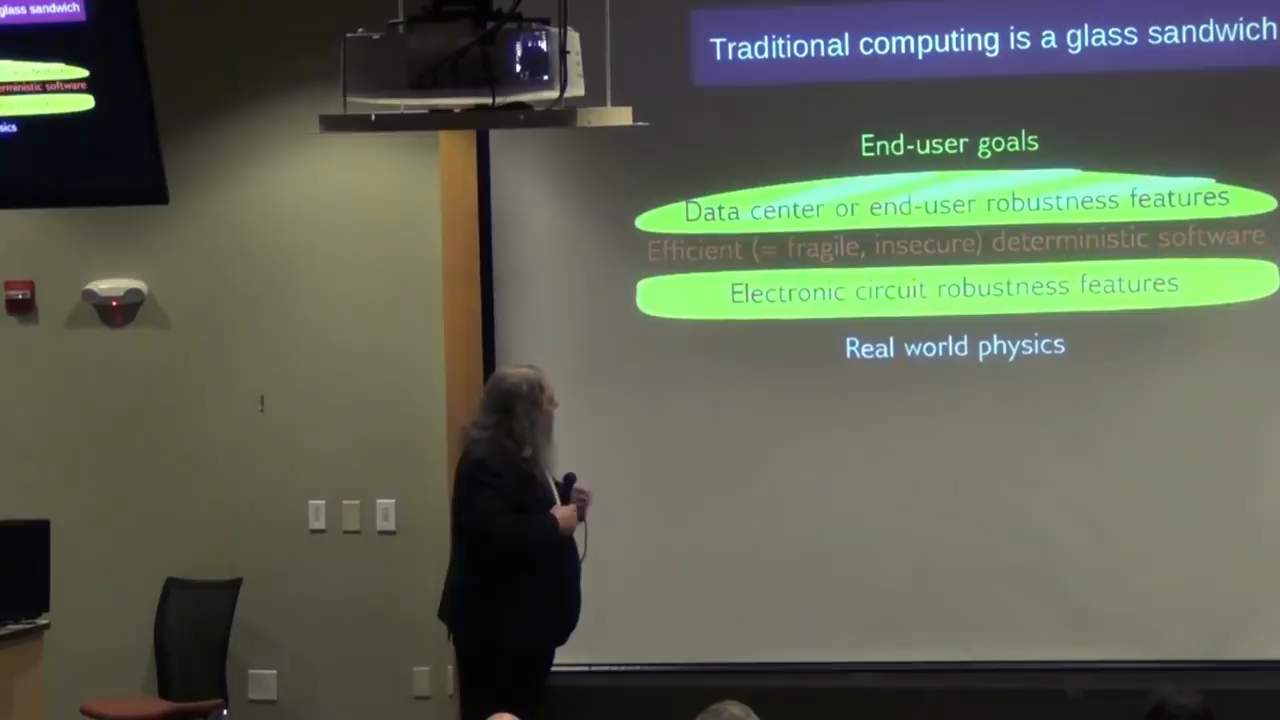 glass sandwich
erministic software
sics
Traditional computing is a glass sandwich
End-user goals
Data center or end-user robustness features
Efficient (= fragile, insecure) deterministic software
Electronic circuit robustness features
Real world physics